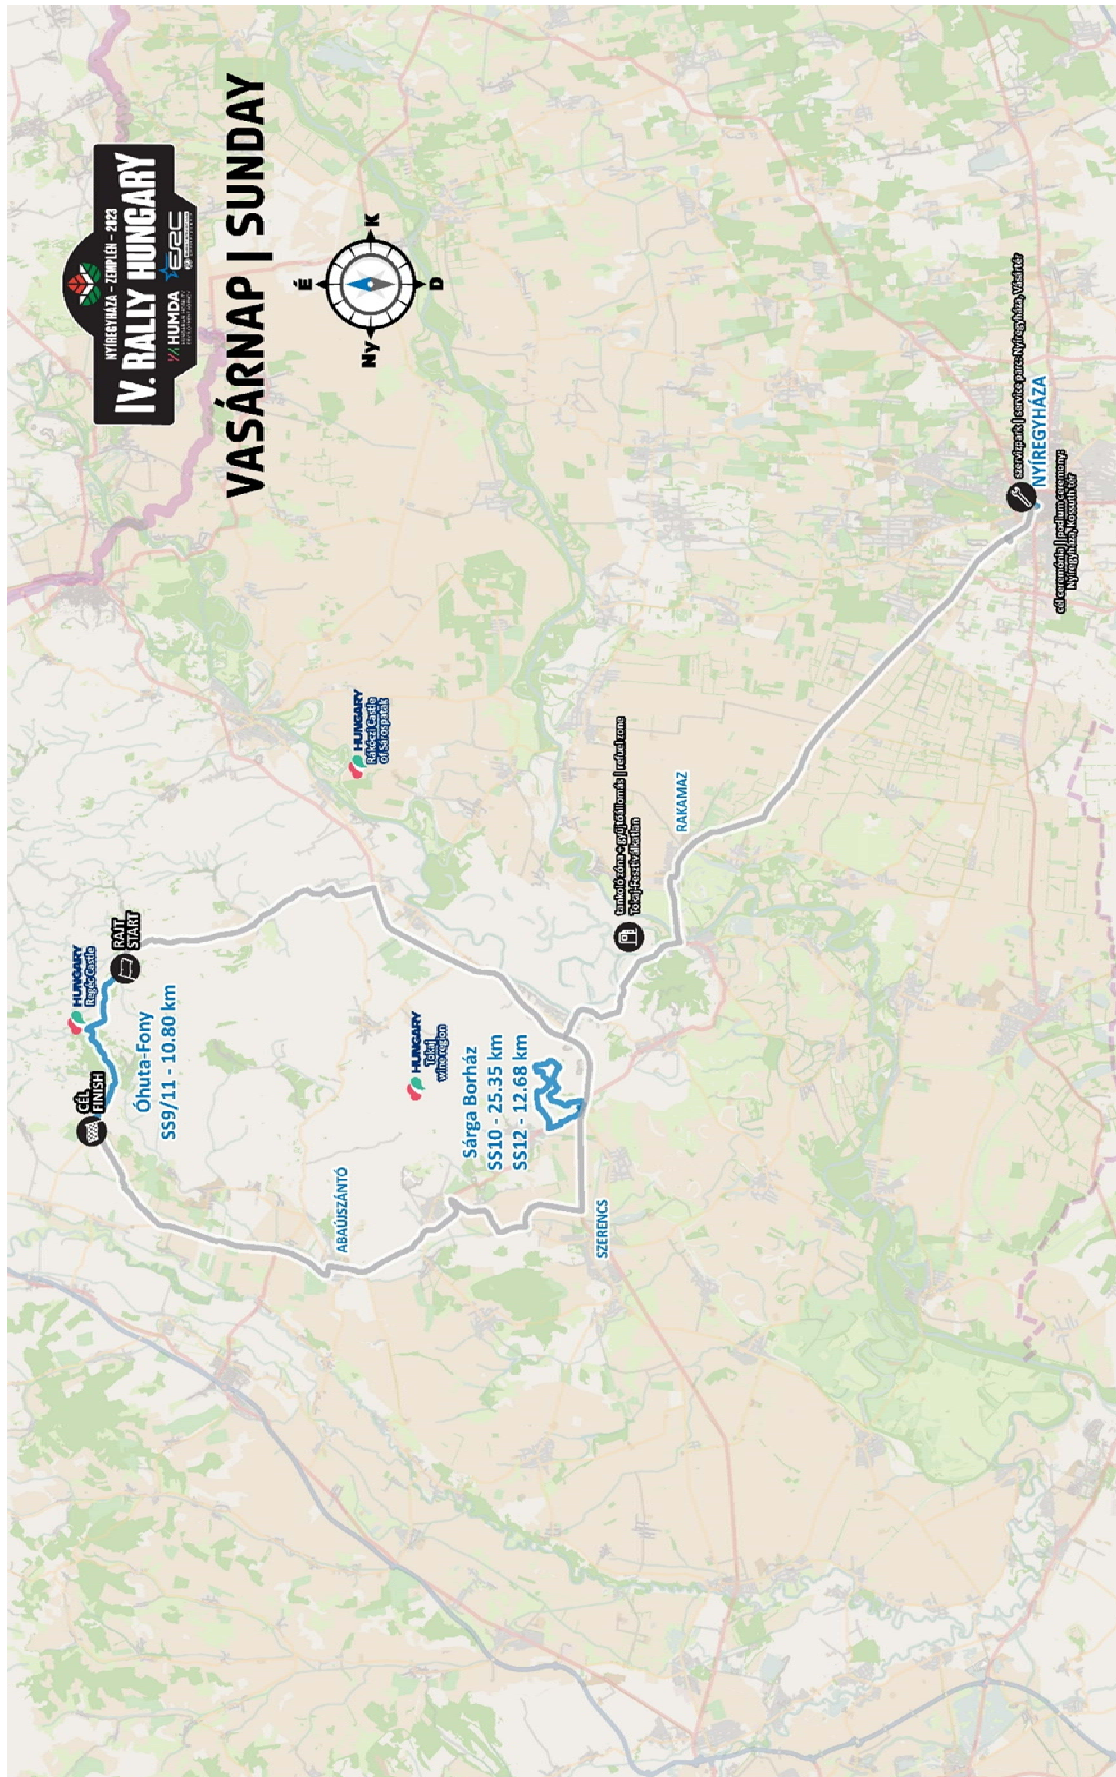 NYÍREGYHÁZA – ZEMPLÉN – 2023
IV. RALLY HUNGARY
HUMDA
ERC
VASÁRNAP | SUNDAY
É
Ny
K
D
HUNGARY
Regéc Castle
RAJT
START
CÉL
FINISH
Óhuta-Fony
SS9/11 - 10.80 km
HUNGARY
Rákóczi Castle
of Sárospatak
HUNGARY
Tokaj
wine region
ABAÚJSZÁNTÓ
Sárga Borház
SS10 - 25.35 km
SS12 - 12.68 km
SZERENCS
tankoló zóna + gyűjtőállomás | refuel zone
Tokaj-Fesztiválkatlan
RAKAMAZ
szervizpark | service parc: Nyíregyháza, Vásártér
NYÍREGYHÁZA
cél ceremónia | podium ceremony:
Nyíregyháza, Kossuth tér